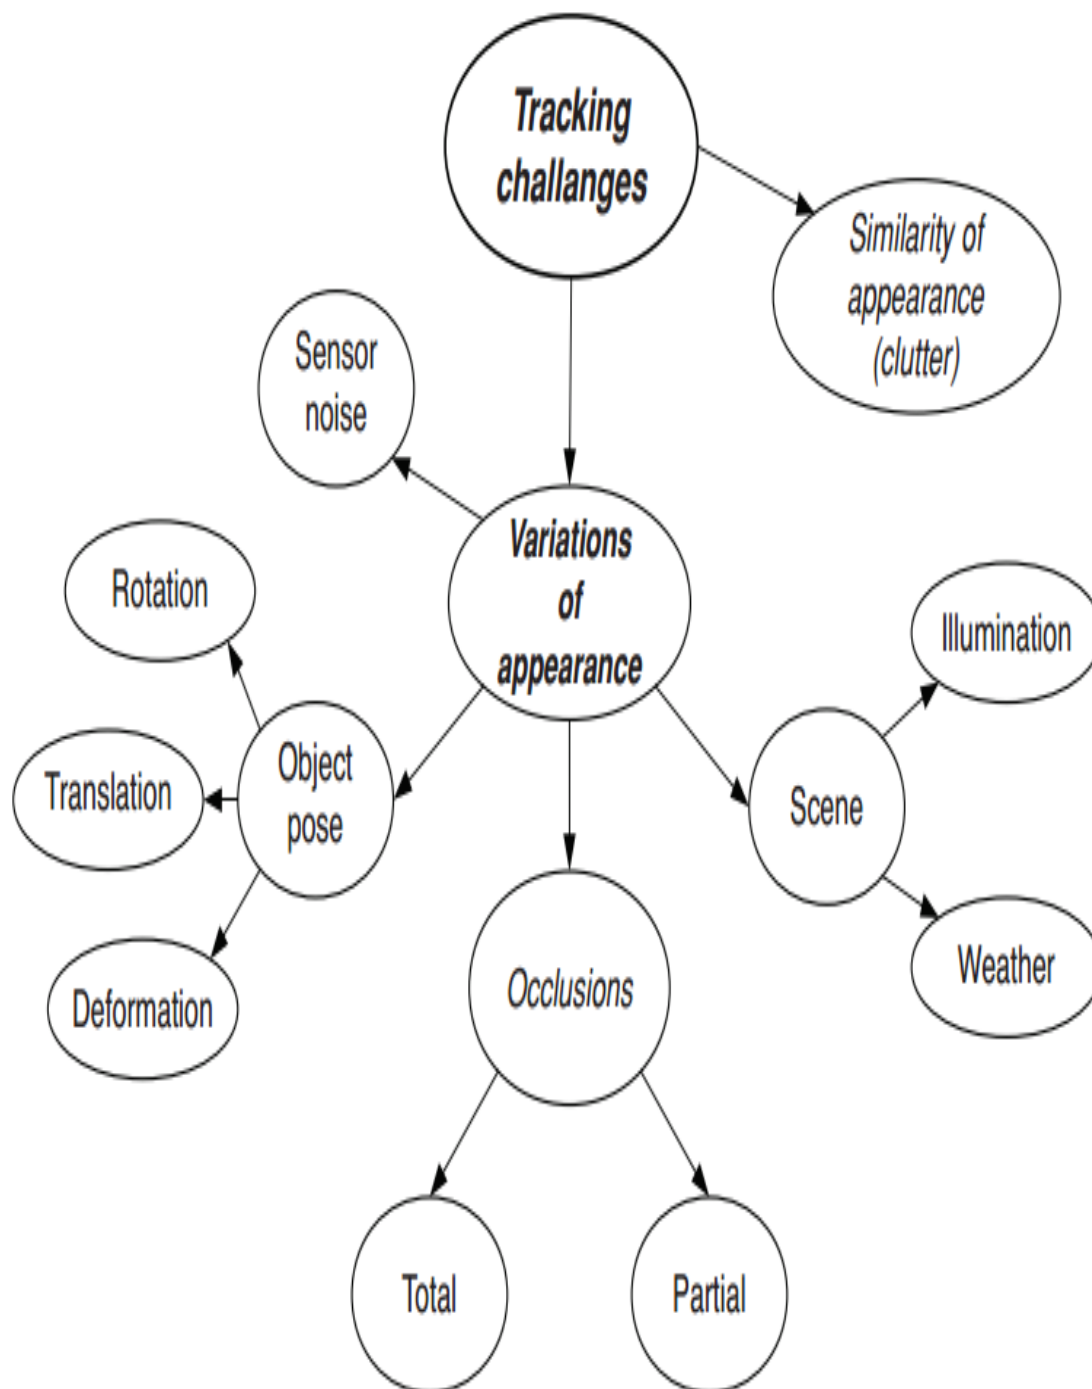 Tracking
challanges
Similarity of
appearance
(clutter)
Sensor
noise
Variations
of
appearance
Rotation
Illumination
Object
pose
Translation
Scene
Deformation
Weather
Occlusions
Total
Partial